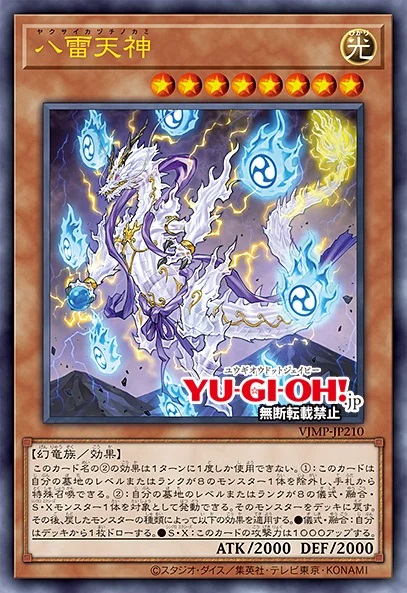 ヤクサイカヅチノカミ
八雷天神
ひかり
光
ユウギオウドットジェイピー
YU-GI-OH!.jp
無断転載禁止
VJMP-JP210
【幻竜族／効果】
このカード名の②の効果は1ターンに1度しか使用できない。①：このカードは
自分の墓地のレベルまたはランクが8のモンスター1体を除外し、手札から
特殊召喚できる。②：自分の墓地のレベルまたはランクが8の儀式・融合・
S・Xモンスター1体を対象として発動できる。そのモンスターをデッキに戻す。
その後、戻したモンスターの種類によって以下の効果を適用する。●儀式・融合：自分
はデッキから1枚ドローする。●S・X：このカードの攻撃力は1000アップする。
ATK/2000 DEF/2000
©スタジオ・ダイス／集英社・テレビ東京・KONAMI